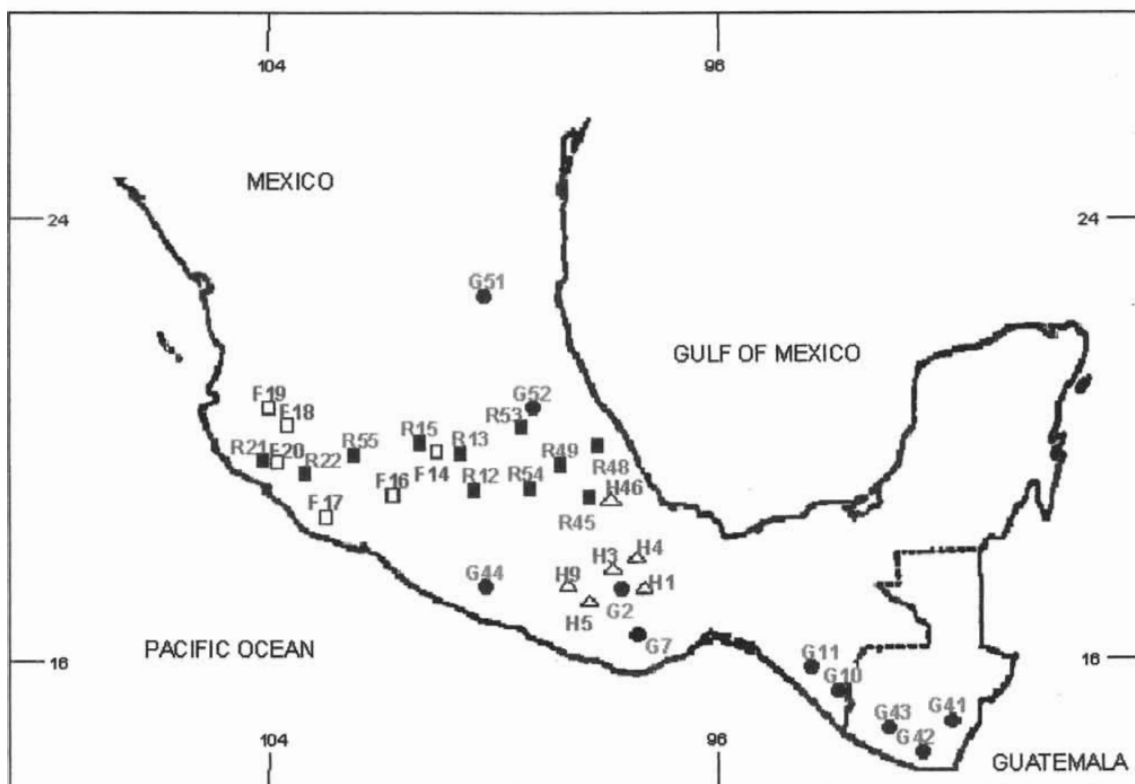 104
96
MEXICO
24
24
G51
GULF OF MEXICO
F19
F18
G52
R53
R15
R13
R21
F20
R22
R55
F14
R49
R48
F16
R12
R54
H46
F17
R45
H4
H3
G44
H9
H1
G2
H5
G7
PACIFIC OCEAN
16
16
G11
G10
G43
G41
G42
104
96
GUATEMALA